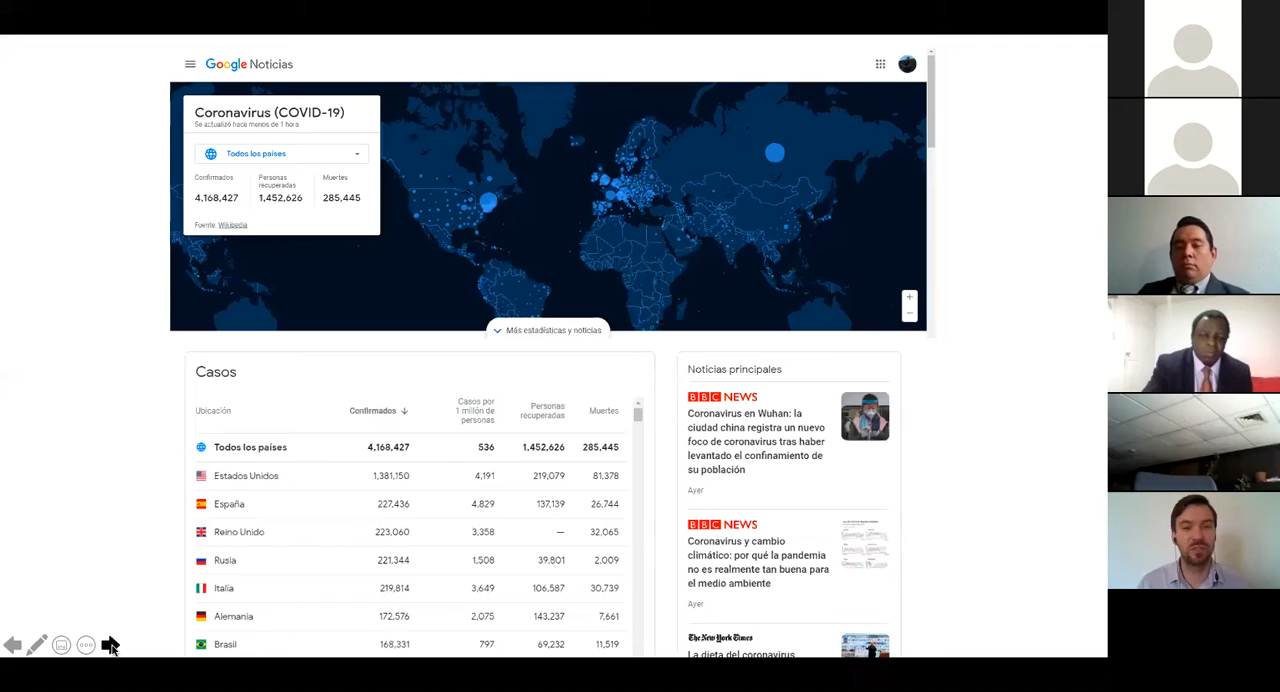 Google Noticias
Coronavirus (COVID-19)
Se actualizó hace menos de 1 hora
Todos los países
Confirmados
Personas
recuperadas
Muertes
4,168,427
1,452,626
285,445
Fuente: Wikipedia
+
−
Más estadísticas y noticias
Casos
Ubicación
Confirmados
Casos por
1 millón de
personas
Personas
recuperadas
Muertes
Todos los países 4,168,427 536 1,452,626 285,445
Estados Unidos 1,381,150 4,191 219,079 81,378
España 227,436 4,829 137,139 26,744
Reino Unido 223,060 3,358 — 32,065
Rusia 221,344 1,508 39,801 2,009
Italia 219,814 3,649 106,587 30,739
Alemania 172,576 2,075 143,237 7,661
Brasil 168,331 797 69,232 11,519
Noticias principales
BBC NEWS
Coronavirus en Wuhan: la
ciudad china registra un nuevo
foco de coronavirus tras haber
levantado el confinamiento de
su población
Ayer
BBC NEWS
Coronavirus y cambio
climático: por qué la pandemia
no es realmente tan buena para
el medio ambiente
Ayer
The New York Times
La dieta del coronavirus